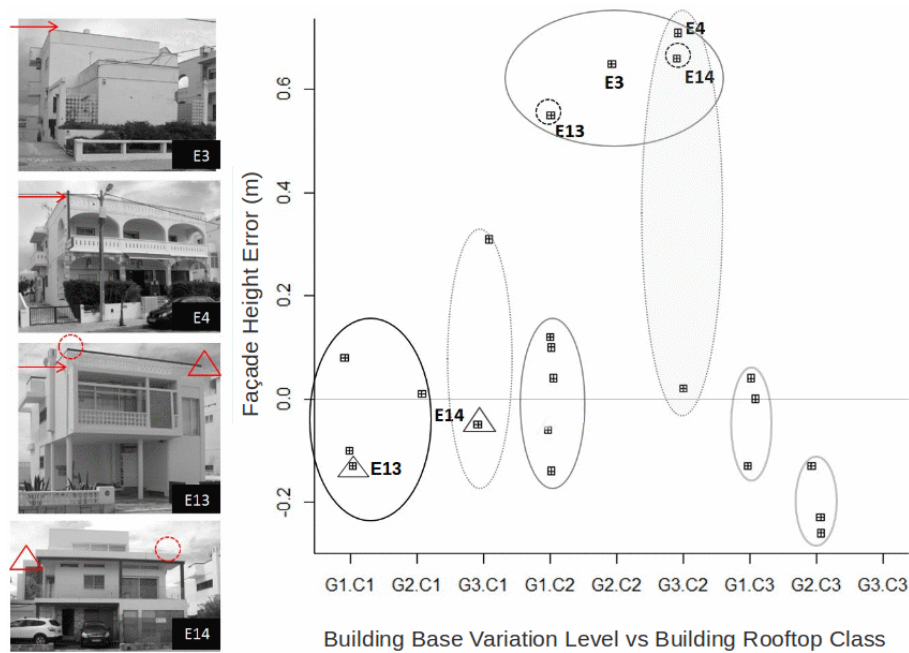 E3
E4
E13
E14
Façade Height Error (m)
0.6
0.4
0.2
0.0
-0.2
E4
E14
E3
E13
E14
E13
G1.C1 G2.C1 G3.C1 G1.C2 G2.C2 G3.C2 G1.C3 G2.C3 G3.C3
Building Base Variation Level vs Building Rooftop Class